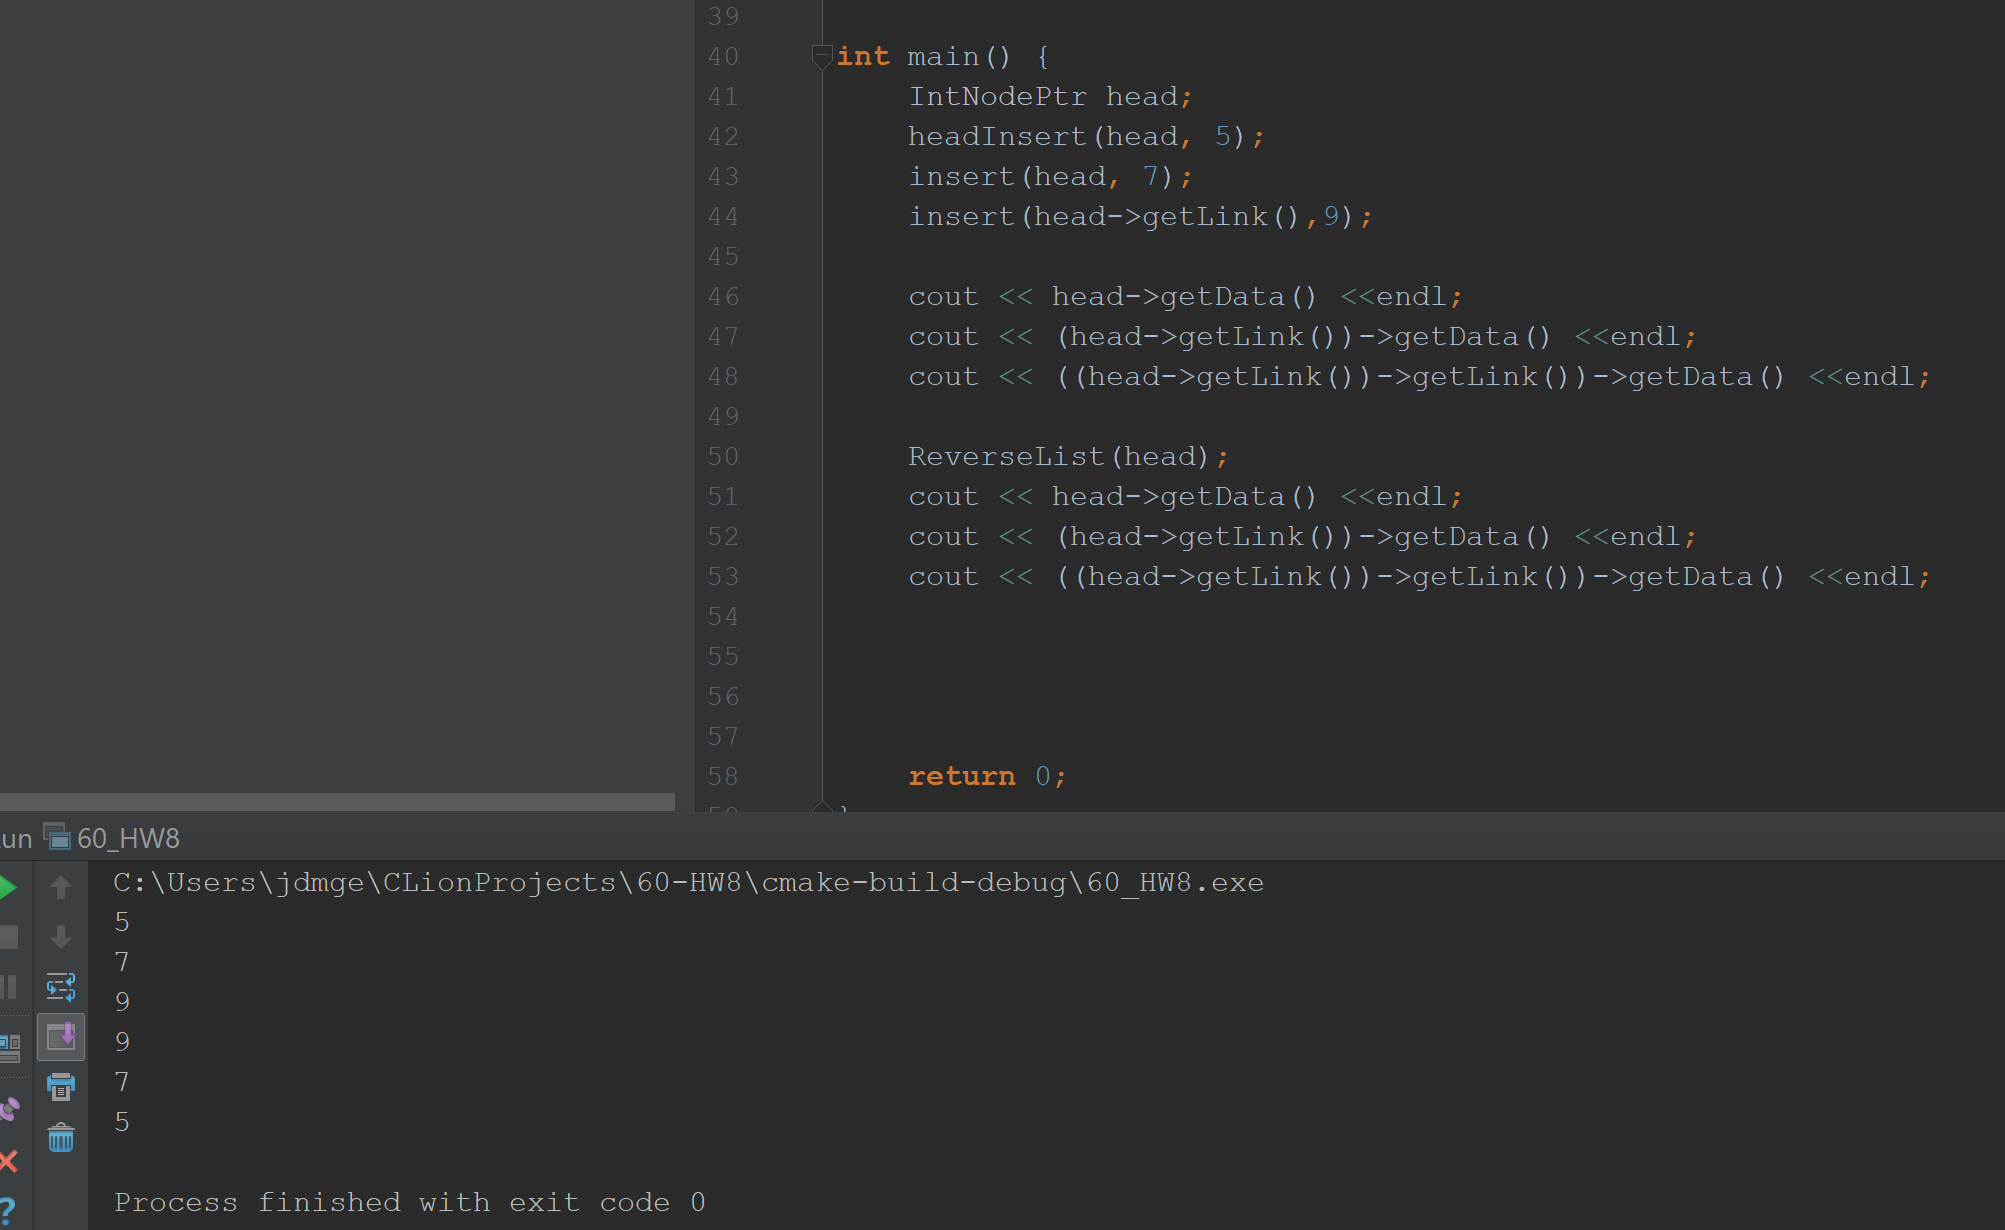 39
40 int main() {
41 IntNodePtr head;
42 headInsert(head, 5);
43 insert(head, 7);
44 insert(head->getLink(),9);
45
46 cout << head->getData() <<endl;
47 cout << (head->getLink())->getData() <<endl;
48 cout << ((head->getLink())->getLink())->getData() <<endl;
49
50 ReverseList(head);
51 cout << head->getData() <<endl;
52 cout << (head->getLink())->getData() <<endl;
53 cout << ((head->getLink())->getLink())->getData() <<endl;
54
55
56
57
58 return 0;
un 60_HW8
C:\Users\jdmge\CLionProjects\60-HW8\cmake-build-debug\60_HW8.exe
5
7
9
9
7
5
Process finished with exit code 0